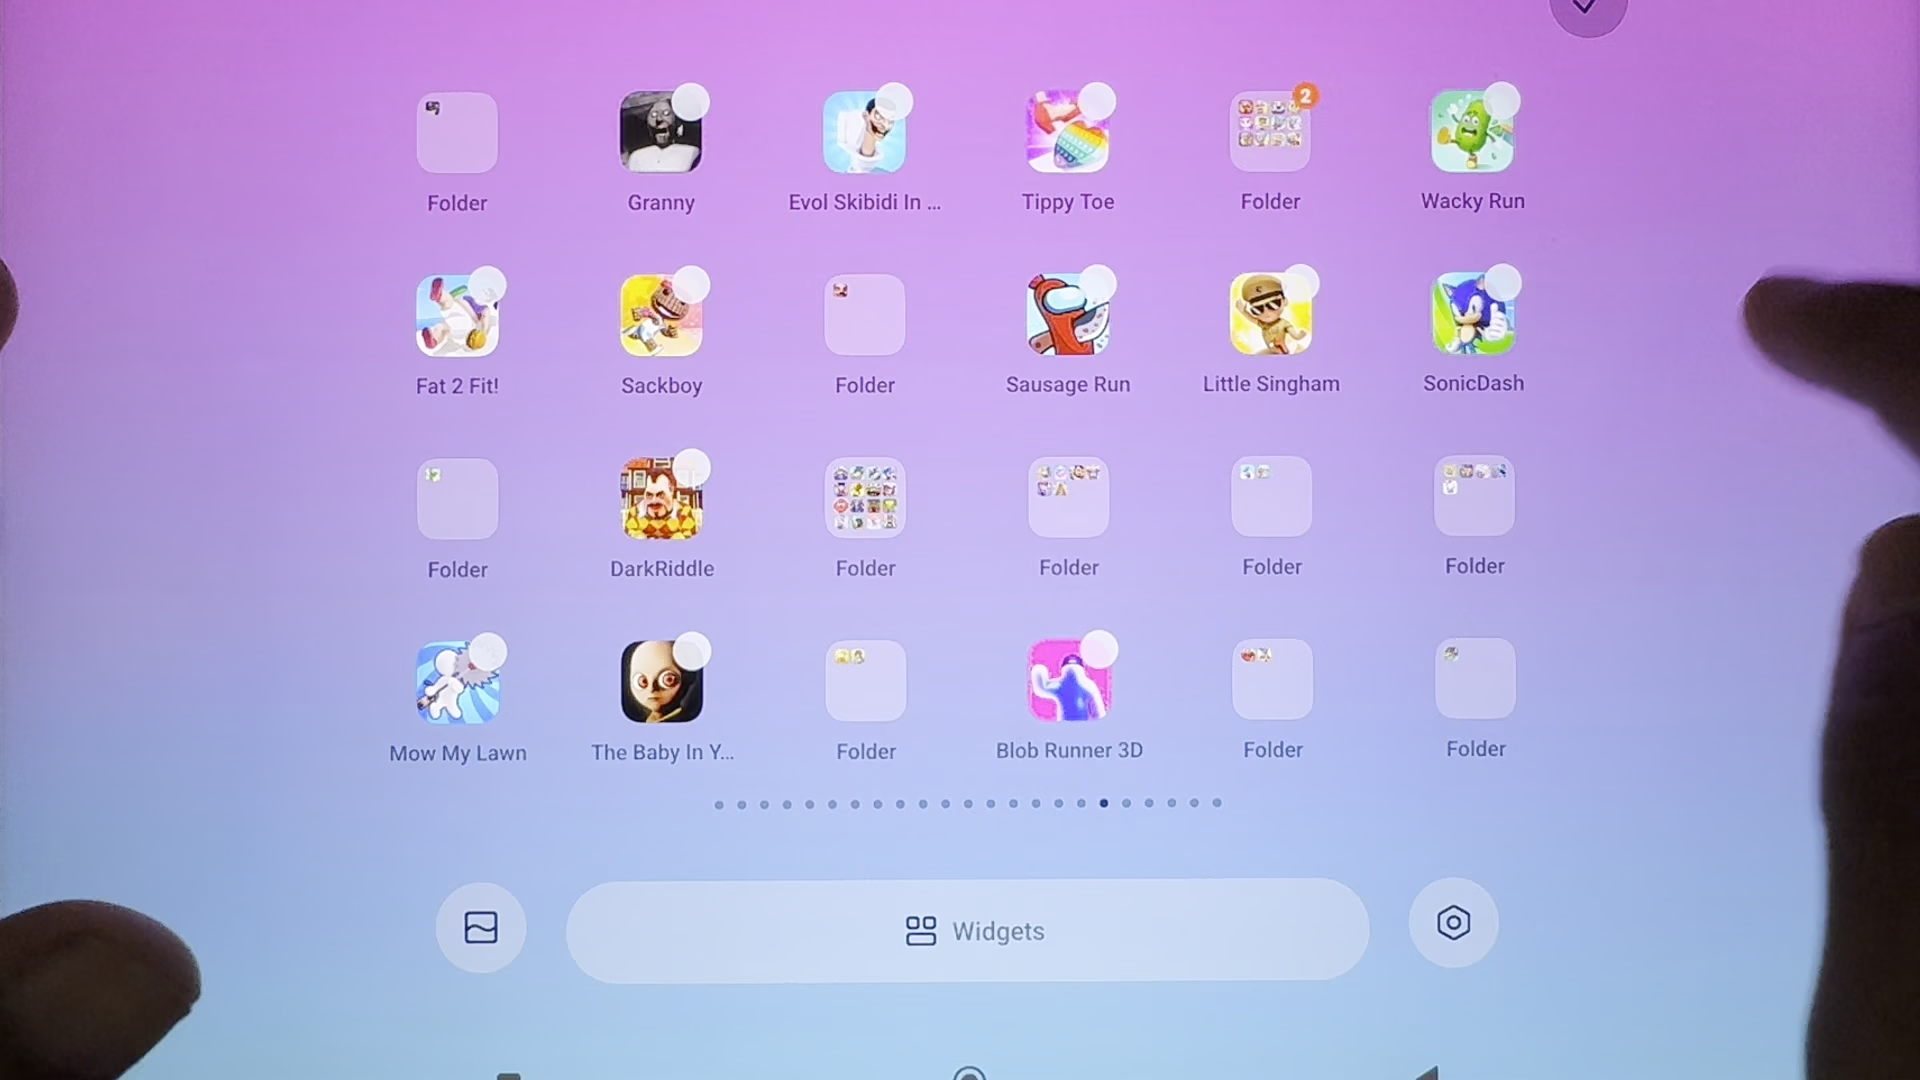 Folder
Granny
Evol Skibidi In ...
Tippy Toe
2
Folder
Wacky Run
Fat 2 Fit!
Sackboy
Folder
Sausage Run
Little Singham
SonicDash
Folder
DarkRiddle
Folder
Folder
Folder
Folder
Mow My Lawn
The Baby In Y...
Folder
Blob Runner 3D
Folder
Folder
Widgets